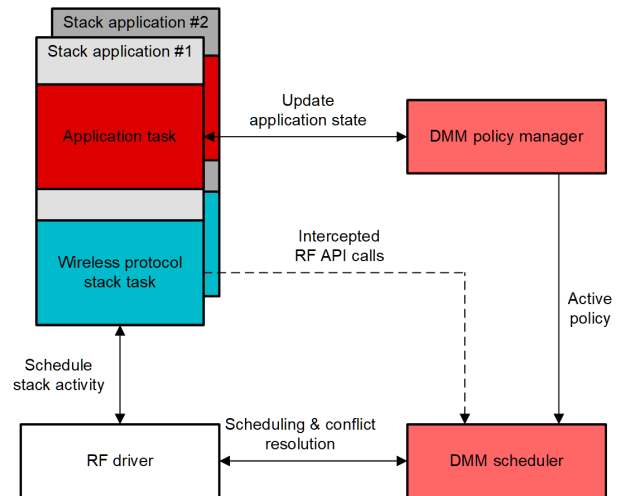 Stack application #2
Stack application #1
Application task
Update
application state
DMM policy manager
Wireless protocol
stack task
Intercepted
RF API calls
Active
policy
Schedule
stack activity
Scheduling & conflict
resolution
RF driver
DMM scheduler